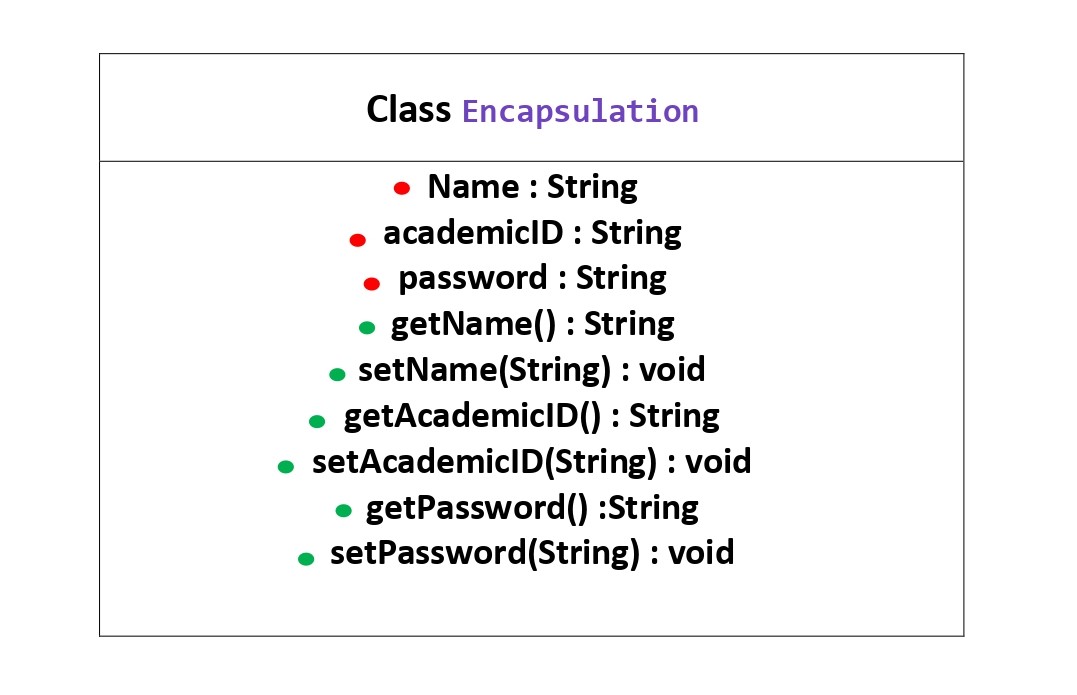 Class Encapsulation
Name : String
academicID : String
password : String
getName() : String
setName(String) : void
getAcademicID() : String
setAcademicID(String) : void
getPassword() :String
setPassword(String) : void